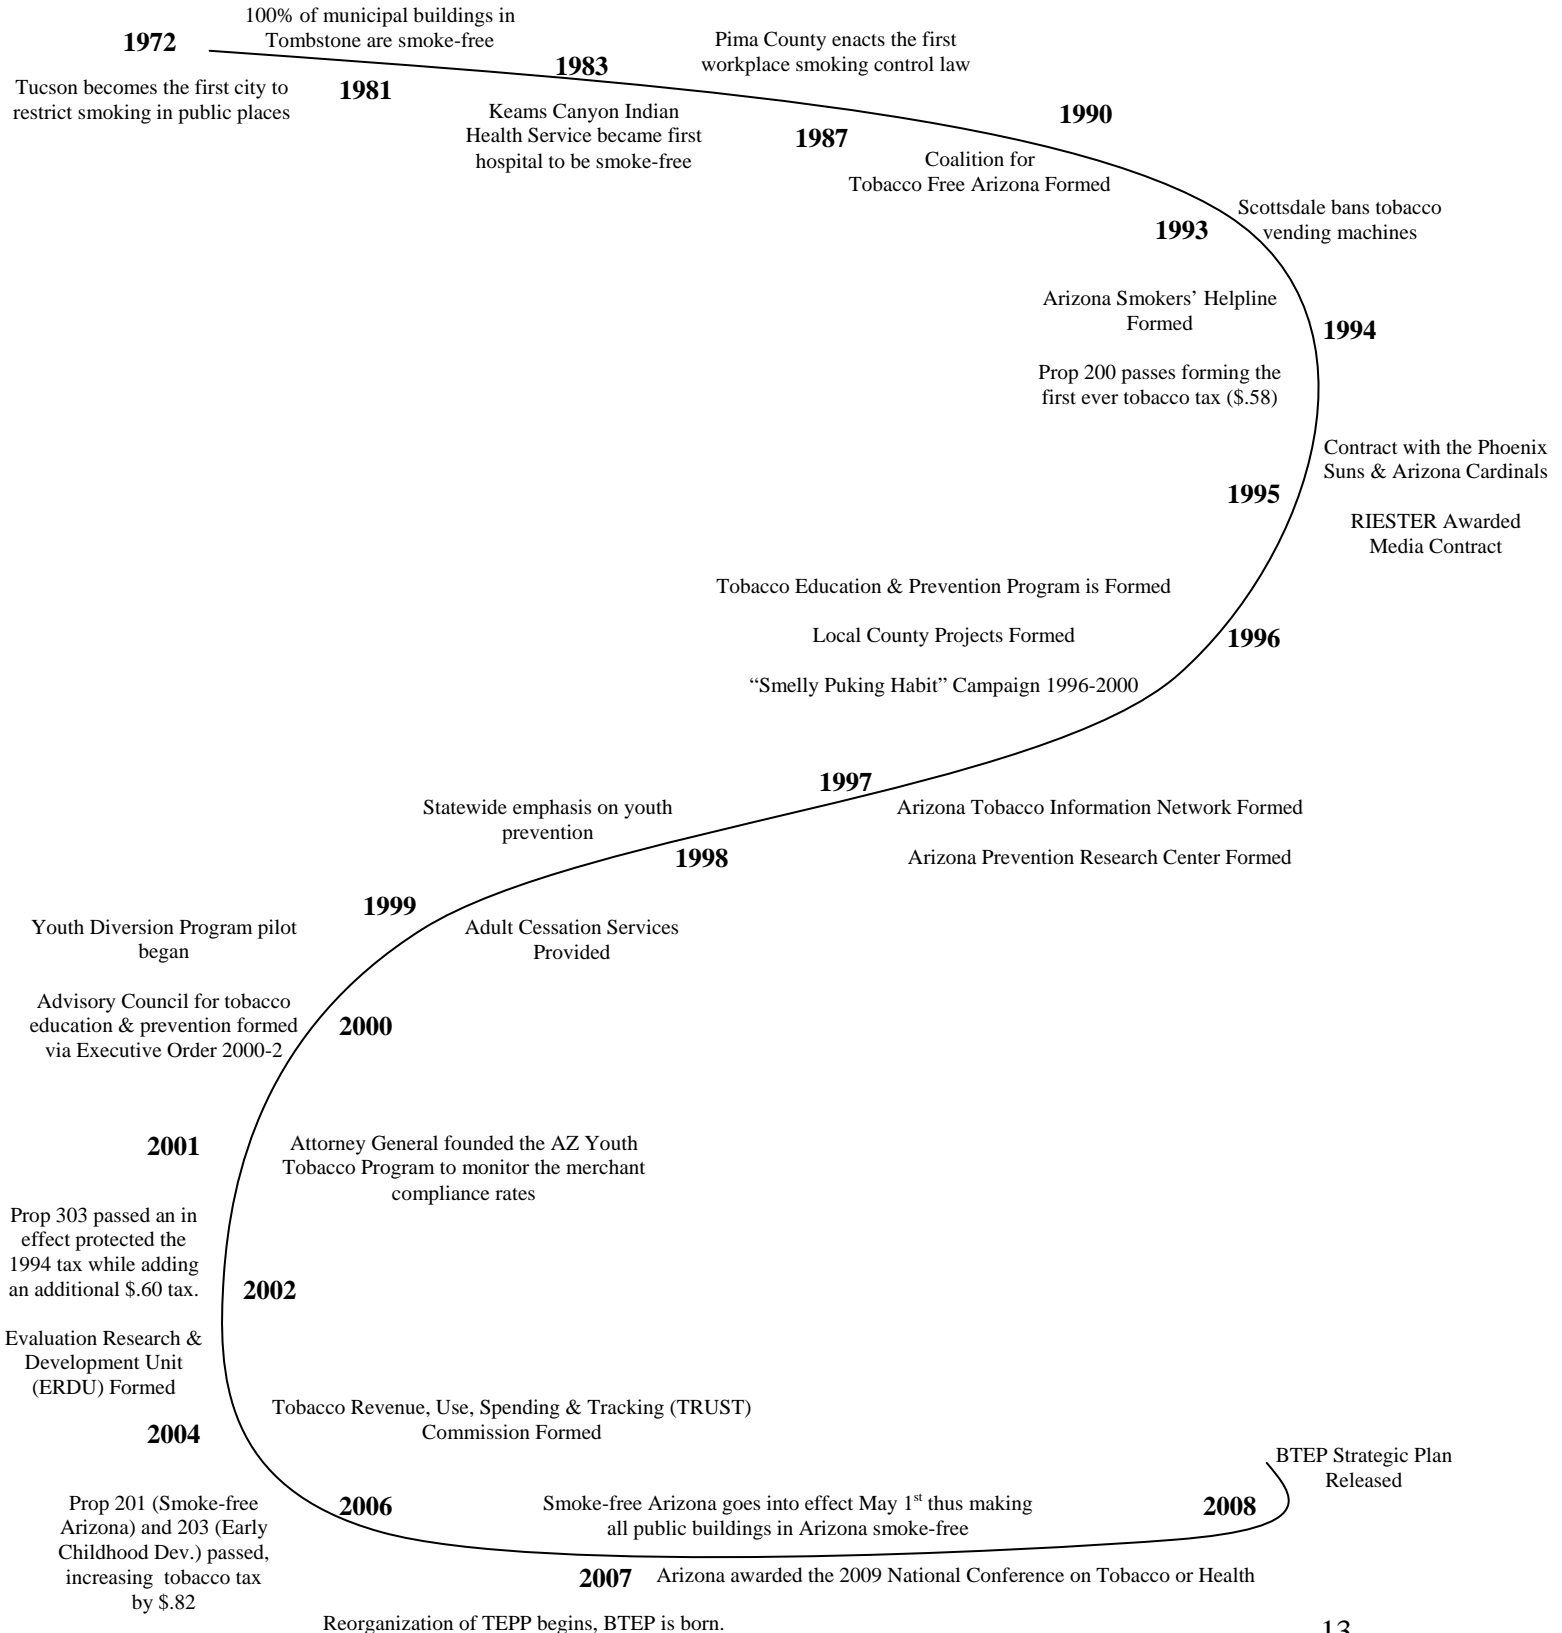 1972
Tucson becomes the first city to
restrict smoking in public places
100% of municipal buildings in
Tombstone are smoke-free
1981
1983
Keams Canyon Indian
Health Service became first
hospital to be smoke-free
Pima County enacts the first
workplace smoking control law
1987
1990
Coalition for
Tobacco Free Arizona Formed
1993
Scottsdale bans tobacco
vending machines
Arizona Smokers’ Helpline
Formed
1994
Prop 200 passes forming the
first ever tobacco tax ($.58)
1995
Contract with the Phoenix
Suns & Arizona Cardinals
RIESTER Awarded
Media Contract
Tobacco Education & Prevention Program is Formed
Local County Projects Formed
1996
“Smelly Puking Habit” Campaign 1996-2000
1997
Arizona Tobacco Information Network Formed
Arizona Prevention Research Center Formed
Statewide emphasis on youth
prevention
1998
1999
Adult Cessation Services
Provided
Youth Diversion Program pilot
began
Advisory Council for tobacco
education & prevention formed
via Executive Order 2000-2
2000
2001
Attorney General founded the AZ Youth
Tobacco Program to monitor the merchant
compliance rates
Prop 303 passed an in
effect protected the
1994 tax while adding
an additional $.60 tax.
2002
Evaluation Research &
Development Unit
(ERDU) Formed
2004
Tobacco Revenue, Use, Spending & Tracking (TRUST)
Commission Formed
Prop 201 (Smoke-free
Arizona) and 203 (Early
Childhood Dev.) passed,
increasing tobacco tax
by $.82
2006
Smoke-free Arizona goes into effect May 1st thus making
all public buildings in Arizona smoke-free
2007
Arizona awarded the 2009 National Conference on Tobacco or Health
Reorganization of TEPP begins, BTEP is born.
2008
BTEP Strategic Plan
Released
13